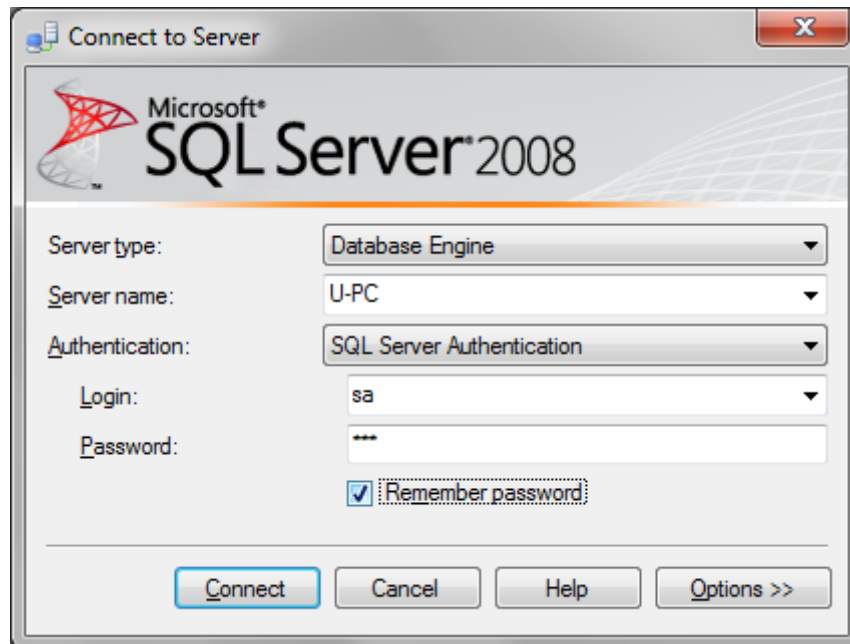 Connect to Server
Microsoft®
SQL Server® 2008
™
Server type:
Database Engine
Server name:
U-PC
Authentication:
SQL Server Authentication
Login:
sa
Password:
***
Remember password
Connect
Cancel
Help
Options >>